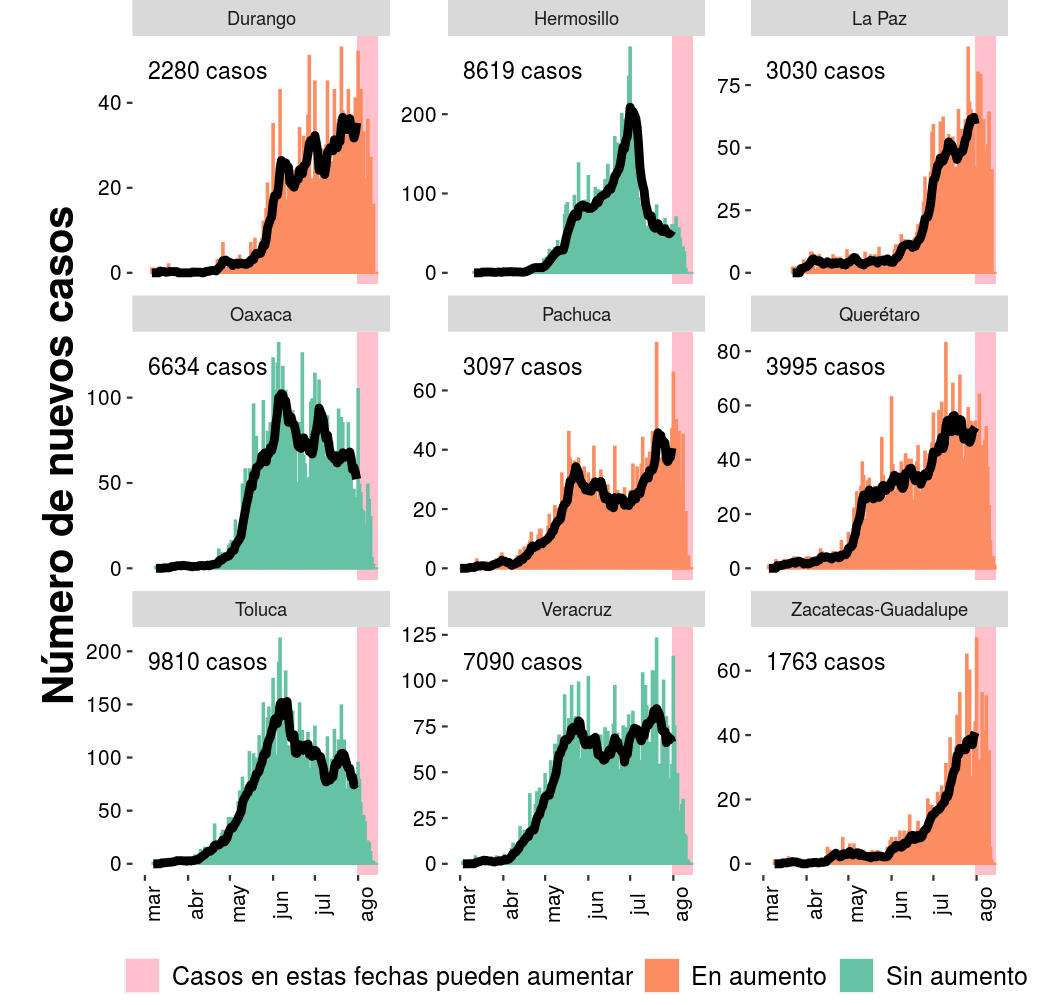 Número de nuevos casos
Durango
2280 casos
40
20
0
Hermosillo
8619 casos
200
100
0
La Paz
3030 casos
75
50
25
0
Oaxaca
6634 casos
100
50
0
Pachuca
3097 casos
60
40
20
0
Querétaro
3995 casos
80
60
40
20
0
Toluca
9810 casos
200
150
100
50
0
mar abr may jun jul ago
Veracruz
7090 casos
125
100
75
50
25
0
mar abr may jun jul ago
Zacatecas-Guadalupe
1763 casos
60
40
20
0
mar abr may jun jul ago
Casos en estas fechas pueden aumentar En aumento Sin aumento